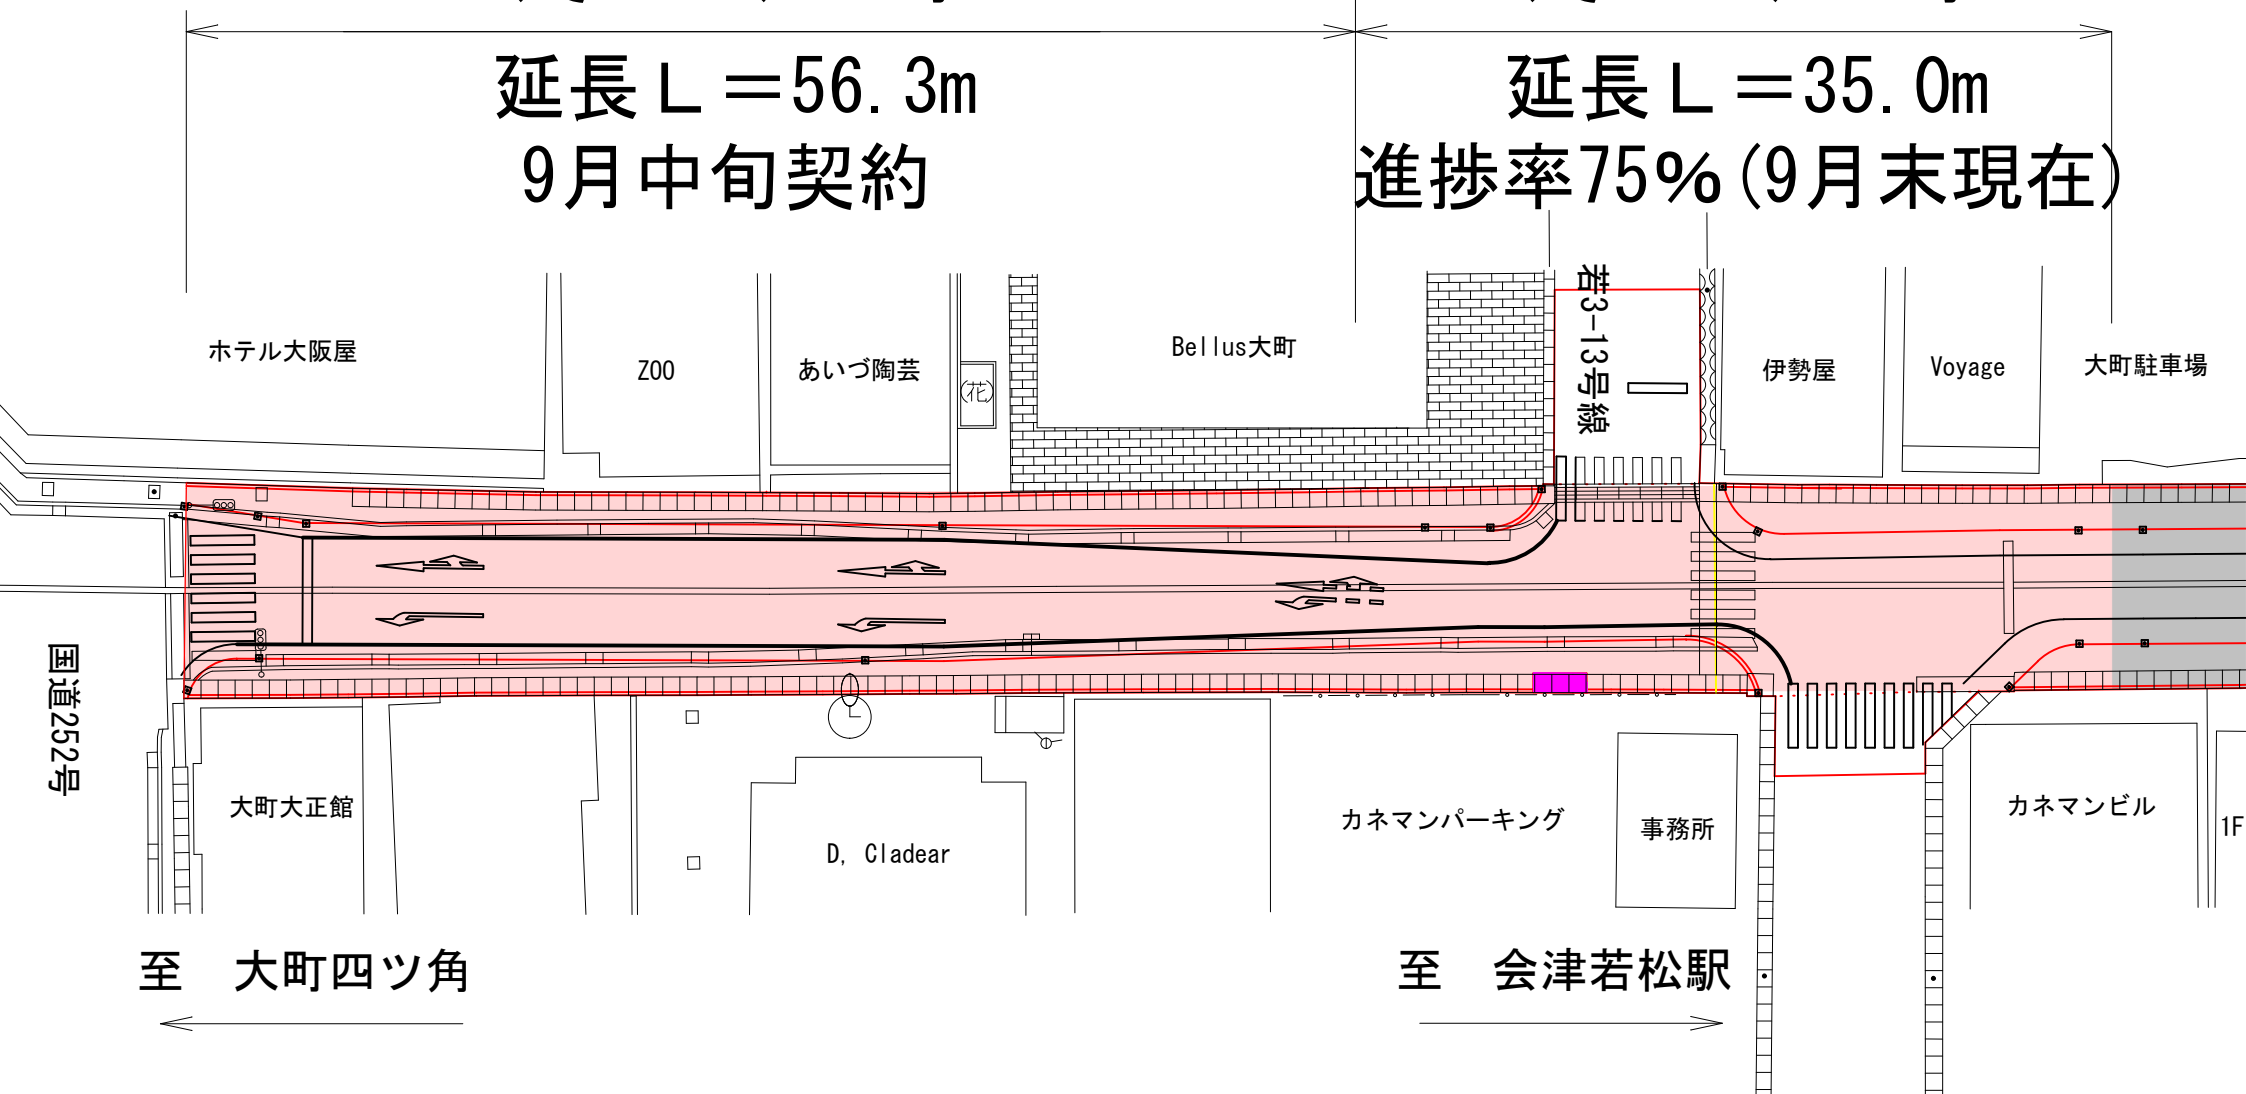 延長L=56.3m
9月中旬契約
延長L=35.0m
進捗率75%(9月末現在)
ホテル大阪屋
ZOO
あいづ陶芸
(花)
Bellus大町
若3-13号線
伊勢屋
Voyage
大町駐車場
国道252号
大町大正館
D, Cladear
カネマンパーキング
事務所
カネマンビル
1F
至 大町四ツ角
至 会津若松駅